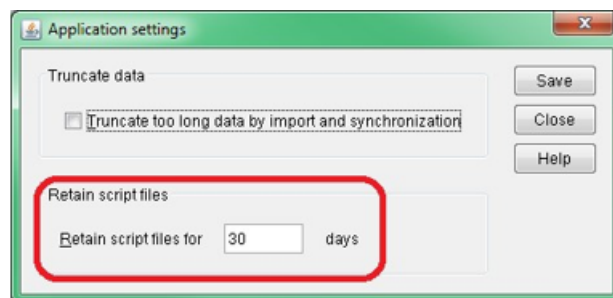 Application settings
Truncate data
Truncate too long data by import and synchronization
Save
Close
Help
Retain script files
Retain script files for 30 days